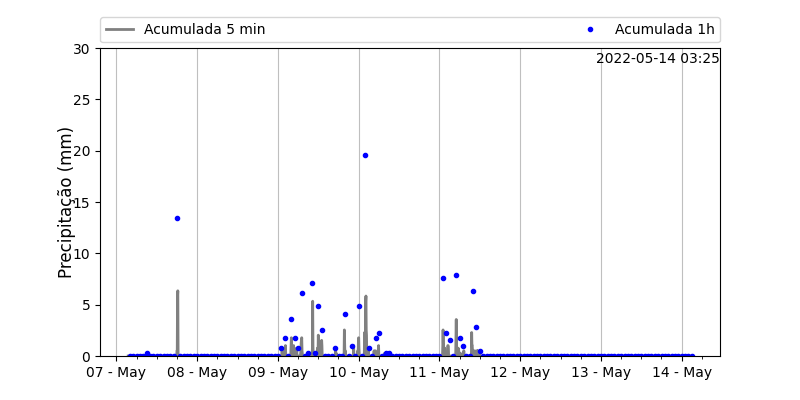 Acumulada 5 min
Acumulada 1h
2022-05-14 03:25
Precipitação (mm)
30
25
20
15
10
5
0
07 - May 08 - May 09 - May 10 - May 11 - May 12 - May 13 - May 14 - May